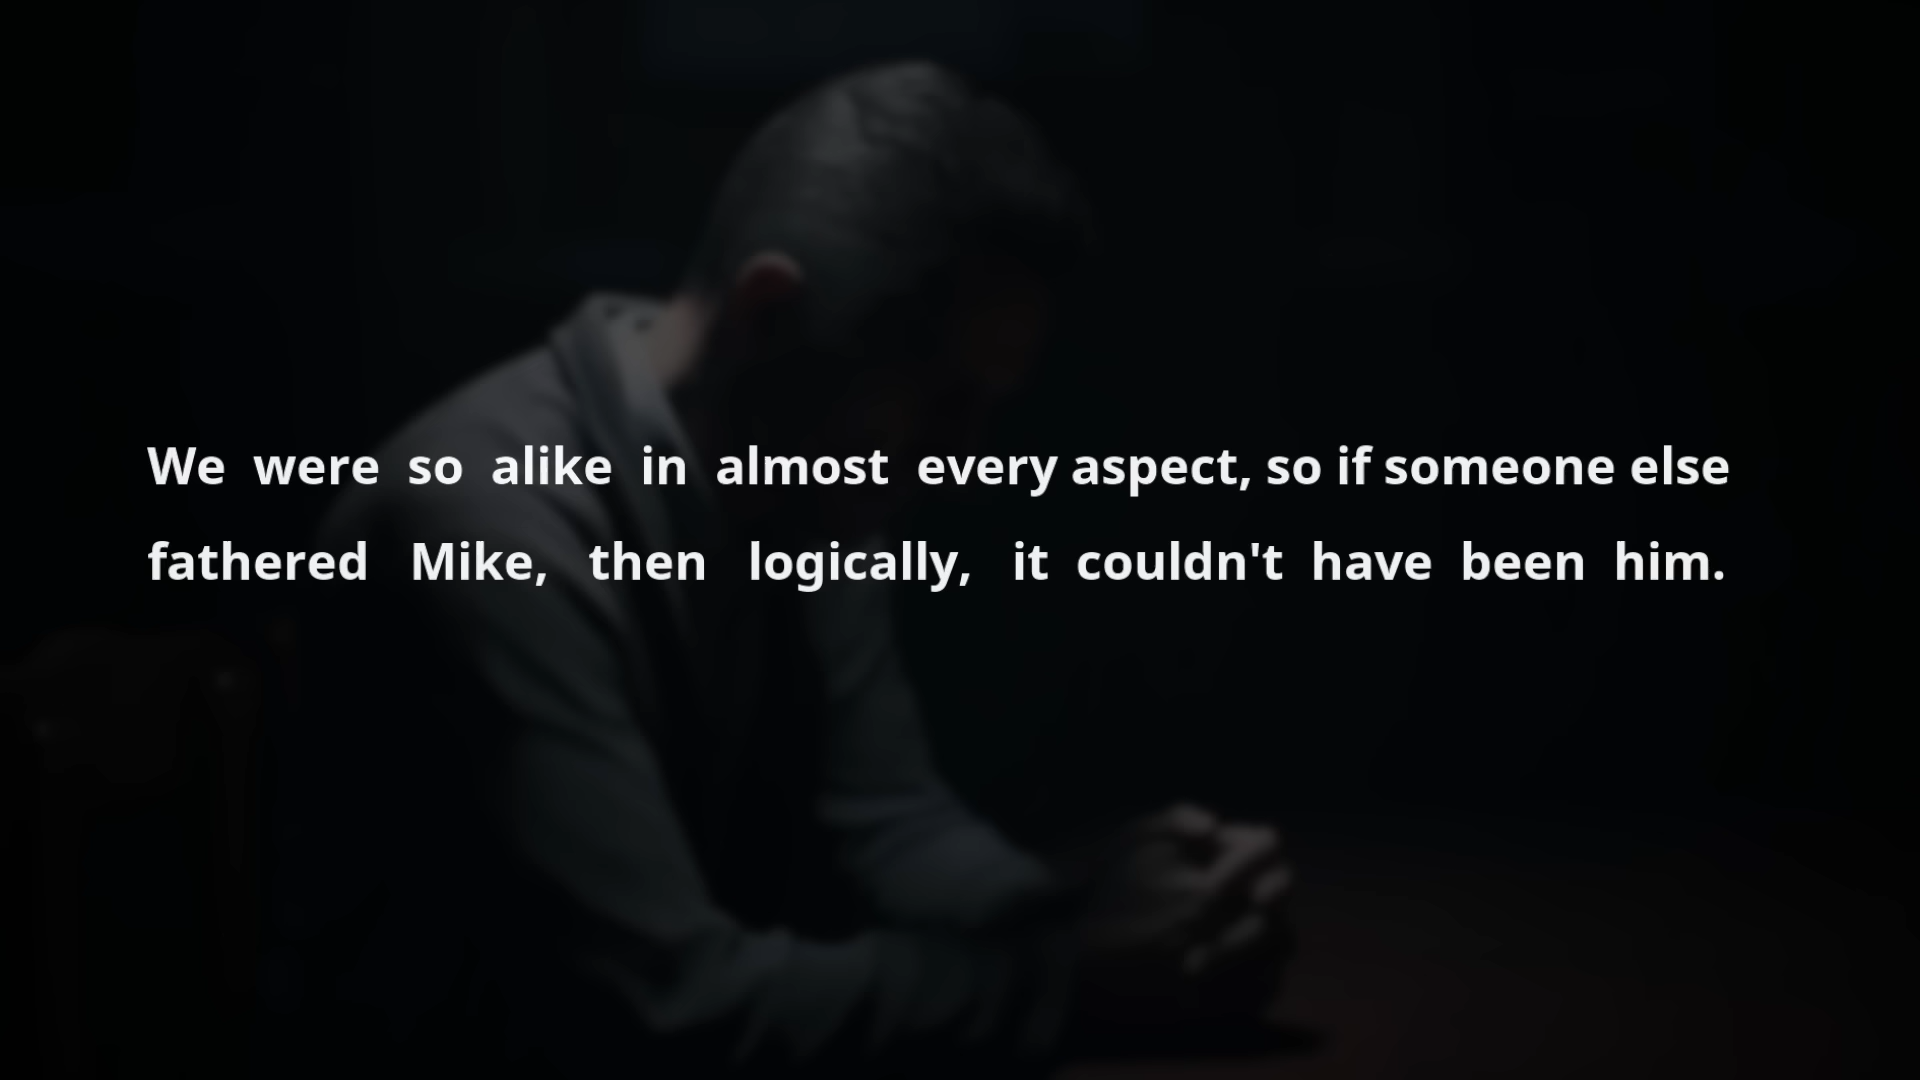 We were so alike in almost every aspect, so if someone else
fathered Mike, then logically, it couldn't have been him.